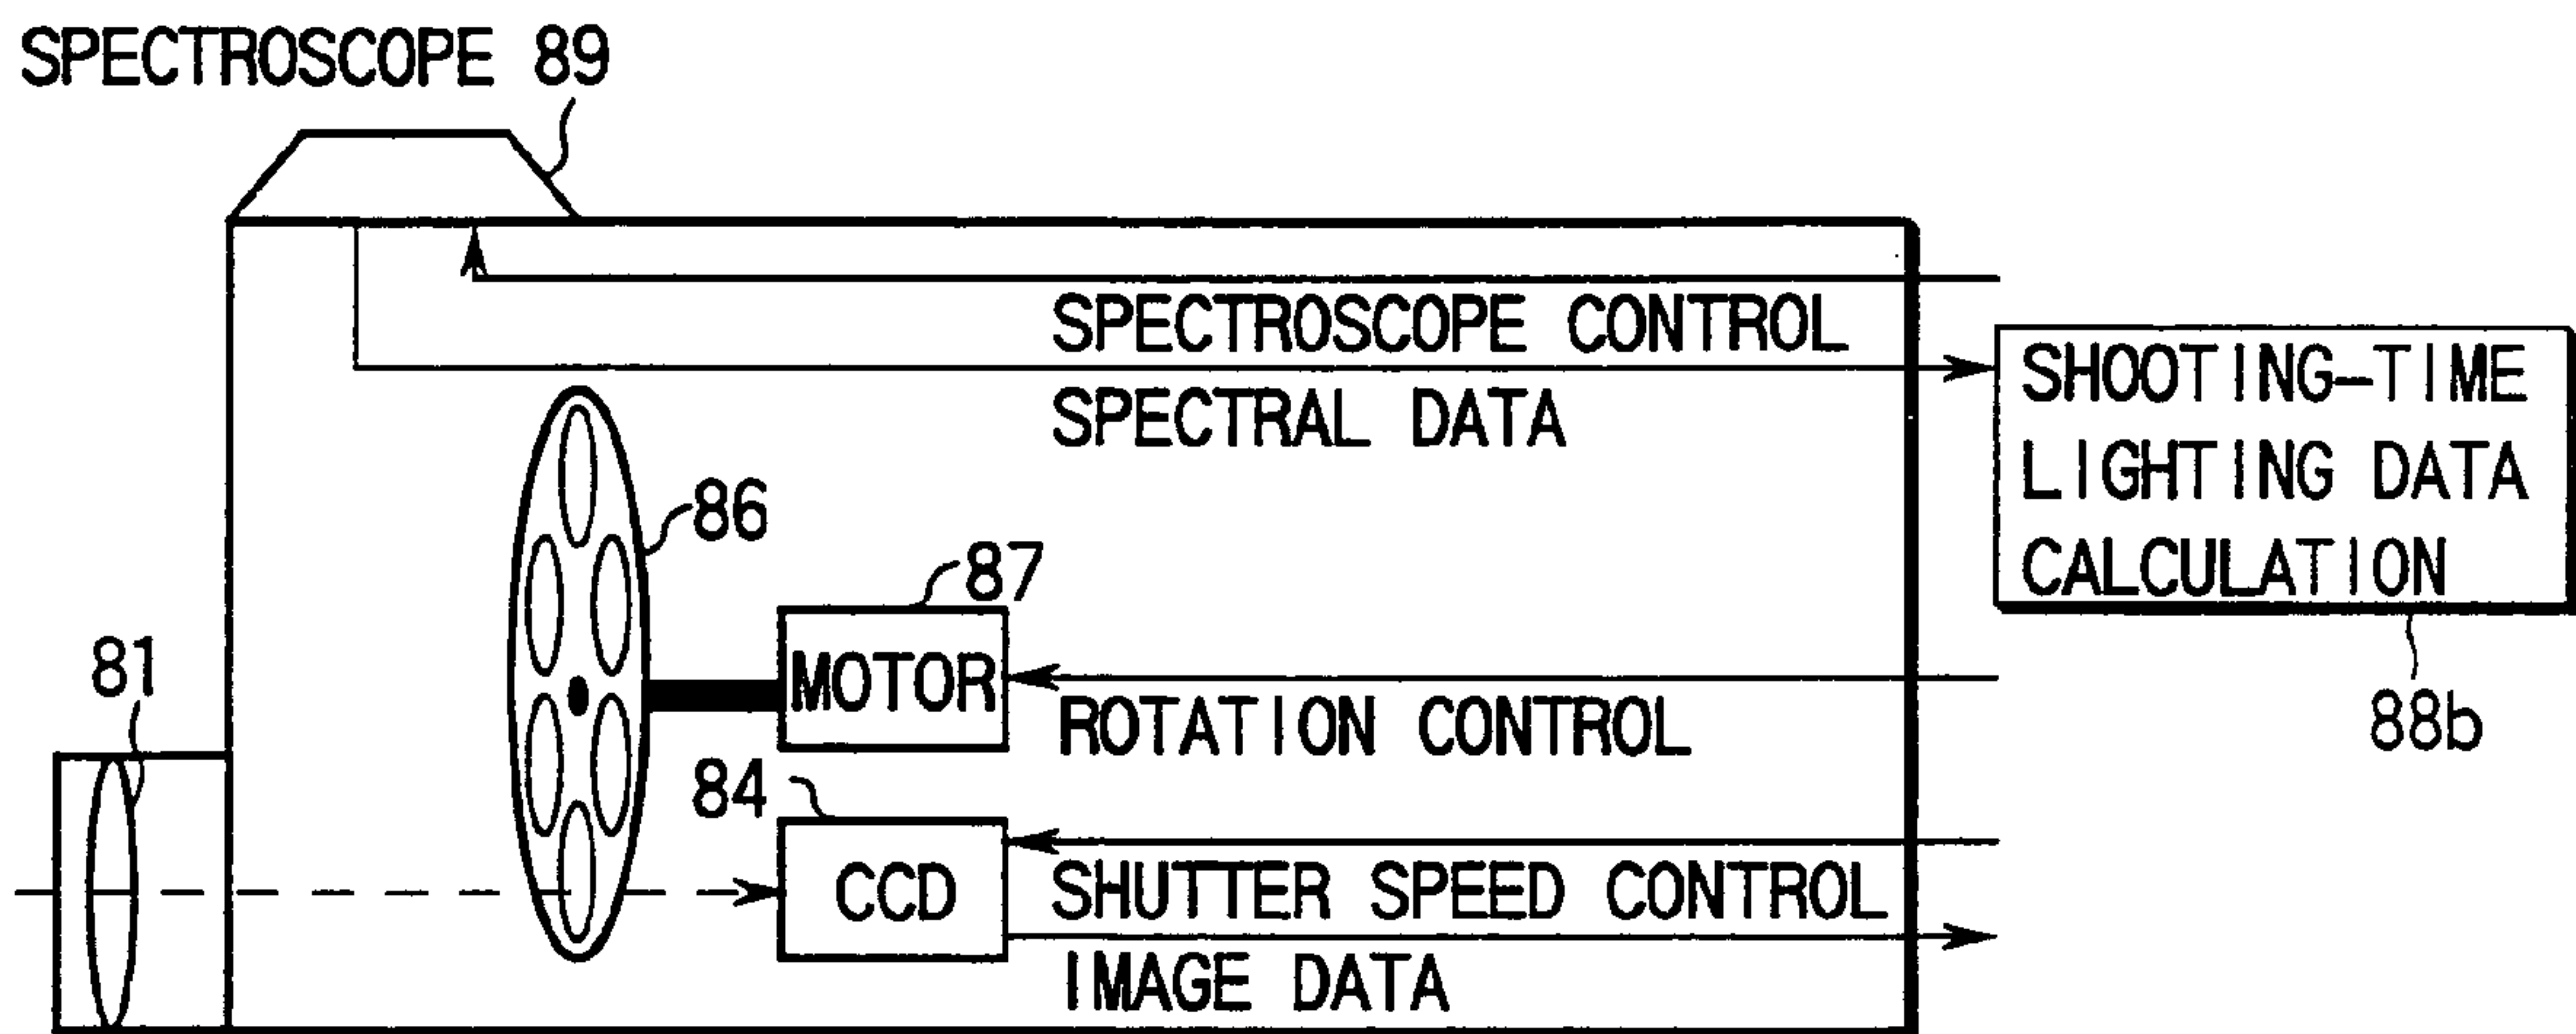 SPECTROSCOPE 89
SPECTROSCOPE CONTROL
SPECTRAL DATA
SHOOTING-TIME
LIGHTING DATA
CALCULATION
88b
86
87
MOTOR
ROTATION CONTROL
81
84
CCD
SHUTTER SPEED CONTROL
IMAGE DATA